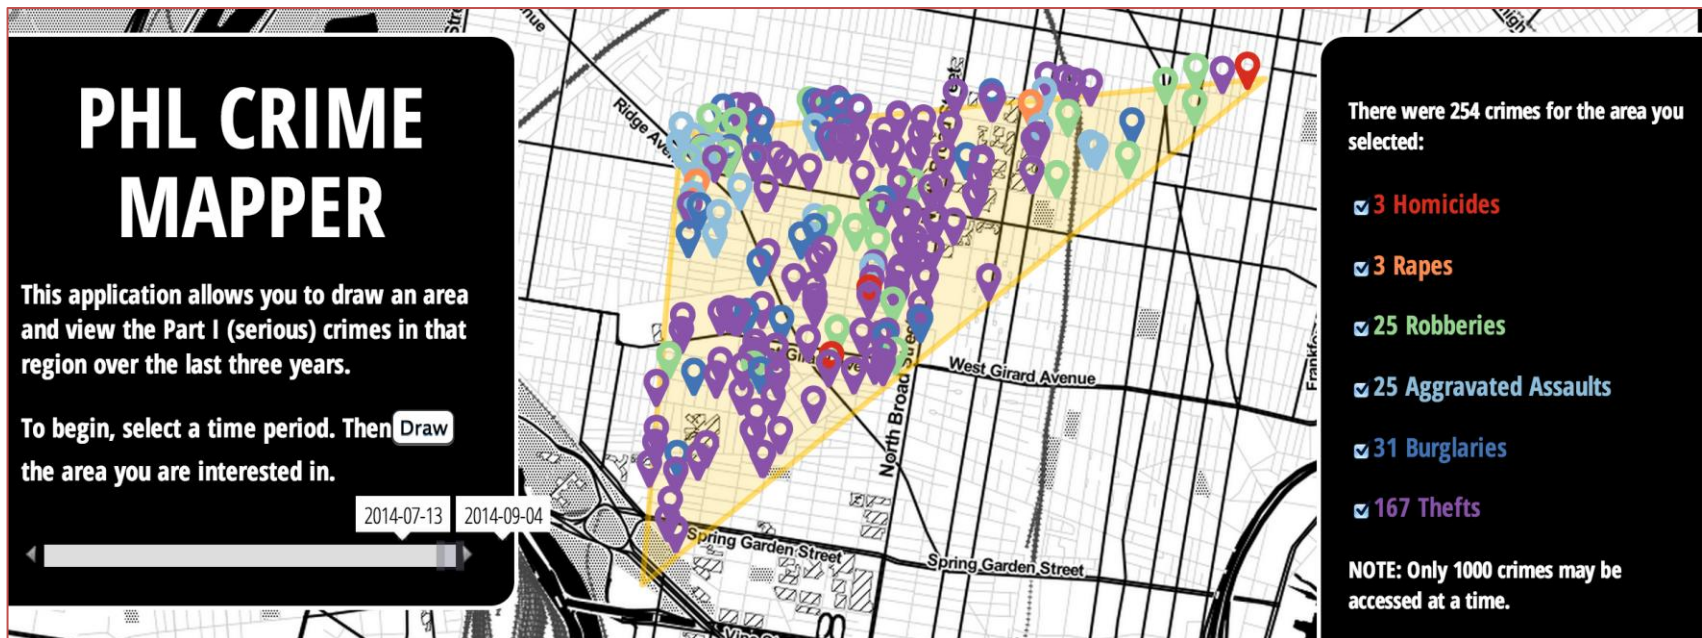 PHL CRIME
MAPPER
This application allows you to draw an area
and view the Part I (serious) crimes in that
region over the last three years.
To begin, select a time period. Then Draw
the area you are interested in.
2014-07-13
2014-09-04
Ridge
North Broad
West Girard Avenue
Spring Garden Street
Spring Garden Street
There were 254 crimes for the area you
selected:
3 Homicides
3 Rapes
25 Robberies
25 Aggravated Assaults
31 Burglaries
167 Thefts
NOTE: Only 1000 crimes may be
accessed at a time.